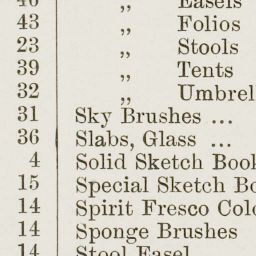 46 „ Easels
43 „ Folios
23 „ Stools
39 „ Tents
32 „ Umbrel
31 Sky Brushes ...
36 Slabs, Glass ...
4 Solid Sketch Book
15 Special Sketch Bo
14 Spirit Fresco Colo
14 Sponge Brushes
14 Stool Easel